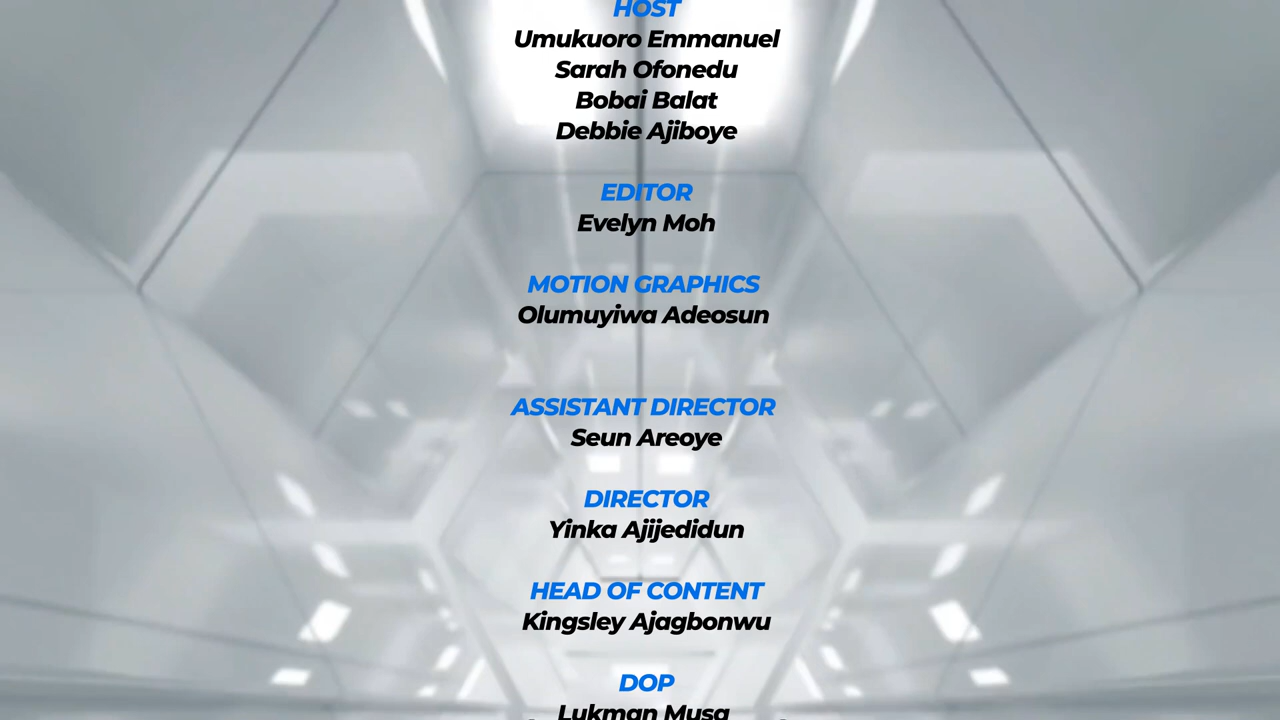 HOST
Umukuoro Emmanuel
Sarah Ofonedu
Bobai Balat
Debbie Ajiboye
EDITOR
Evelyn Moh
MOTION GRAPHICS
Olumuyiwa Adeosun
ASSISTANT DIRECTOR
Seun Areoye
DIRECTOR
Yinka Ajijedidun
HEAD OF CONTENT
Kingsley Ajagbonwu
DOP
Lukman Musa